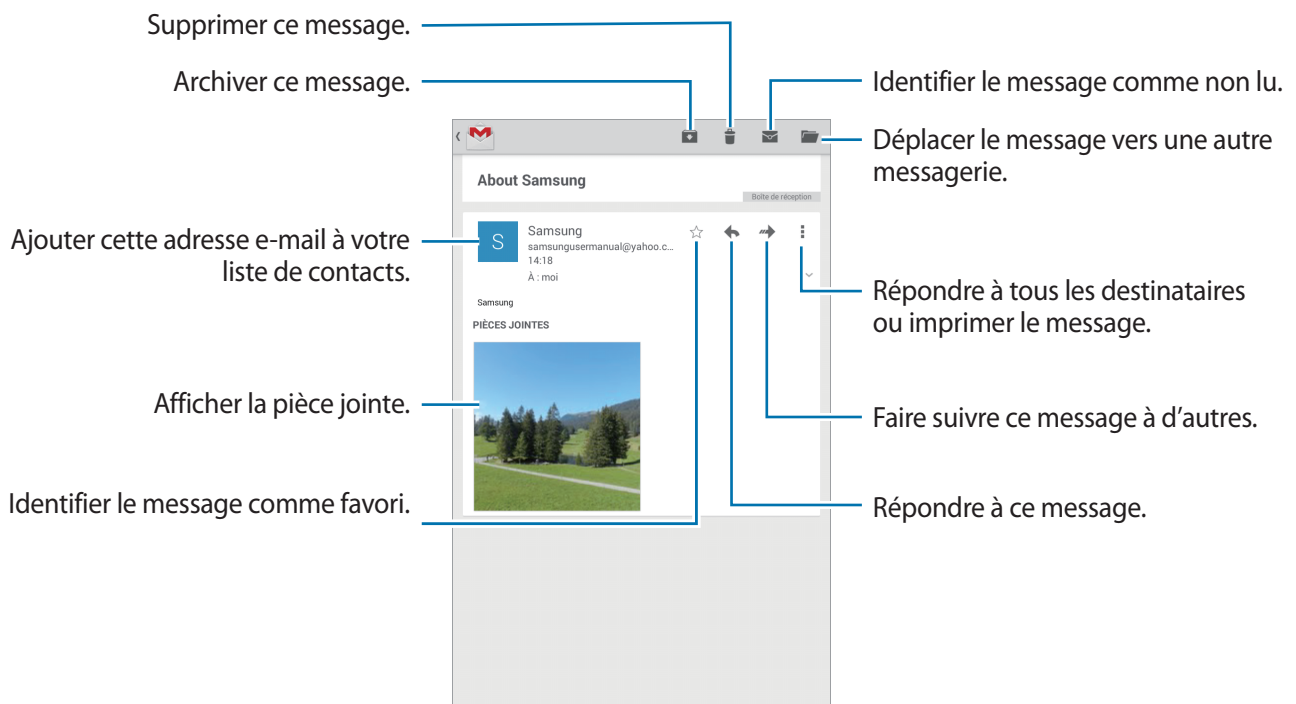 Supprimer ce message.
Archiver ce message.
Identifier le message comme non lu.
Déplacer le message vers une autre
messagerie.
About Samsung
Boîte de réception
Ajouter cette adresse e-mail à votre
liste de contacts.
S
Samsung
samsungusermanual@yahoo.c...
14:18
À : moi
Samsung
PIÈCES JOINTES
Répondre à tous les destinataires
ou imprimer le message.
Afficher la pièce jointe.
Faire suivre ce message à d'autres.
Identifier le message comme favori.
Répondre à ce message.